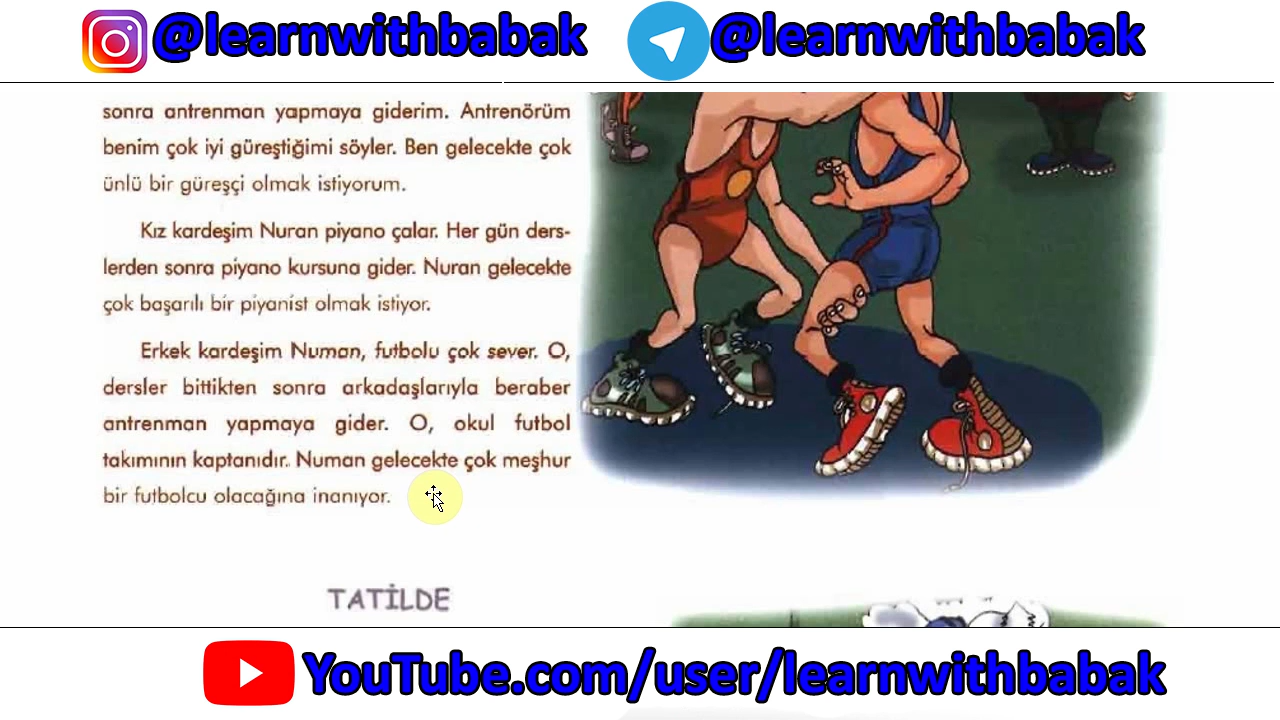 @learnwithbabak @learnwithbabak
sonra antrenman yapmaya giderim. Antrenörüm
benim çok iyi güreştiğimi söyler. Ben gelecekte çok
ünlü bir güreşçi olmak istiyorum.
Kız kardeşim Nuran piyano çalar. Her gün ders-
lerden sonra piyano kursuna gider. Nuran gelecekte
çok başarılı bir piyanist olmak istiyor.
Erkek kardeşim Numan, futbolu çok sever. O,
dersler bittikten sonra arkadaşlarıyla beraber
antrenman yapmaya gider. O, okul futbol
takımının kaptanıdır. Numan gelecekte çok meşhur
bir futbolcu olacağına inanıyor.
TATİLDE
YouTube.com/user/learnwithbabak